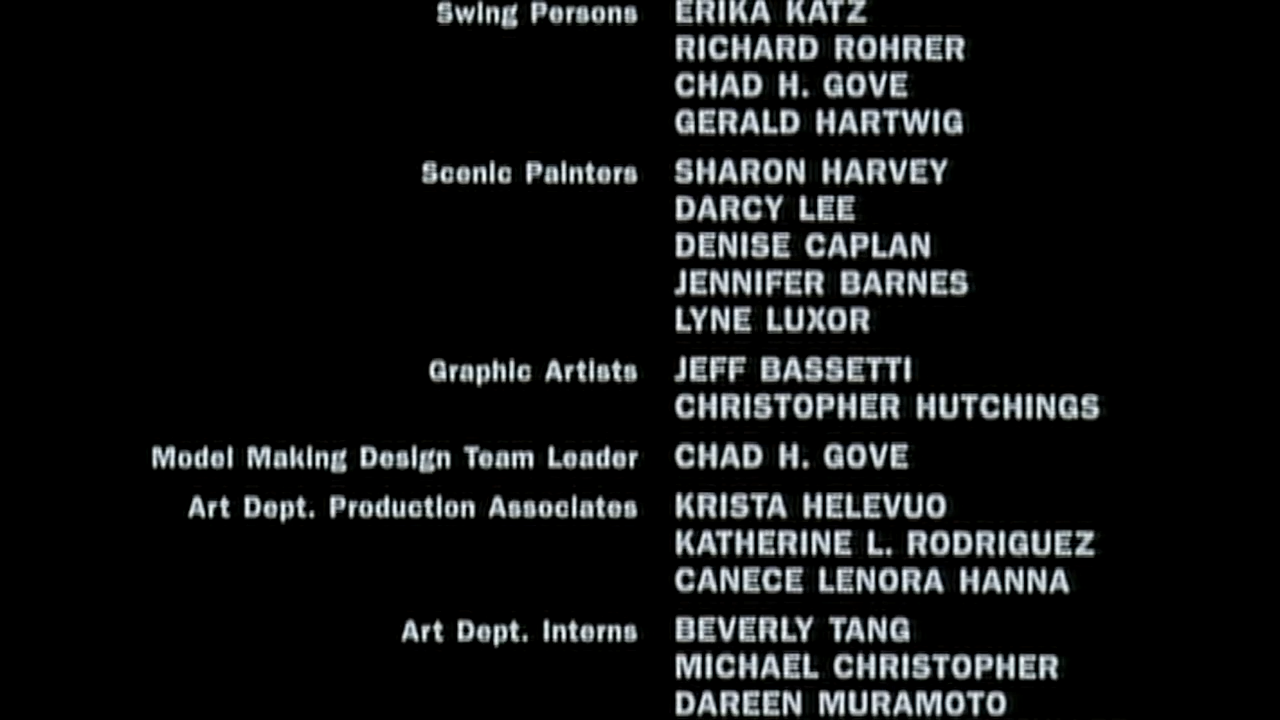 Swing Persons ERIKA KATZ
RICHARD ROHRER
CHAD H. GOVE
GERALD HARTWIG
Scenic Painters SHARON HARVEY
DARCY LEE
DENISE CAPLAN
JENNIFER BARNES
LYNE LUXOR
Graphic Artists JEFF BASSETTI
CHRISTOPHER HUTCHINGS
Model Making Design Team Leader CHAD H. GOVE
Art Dept. Production Associates KRISTA HELEVUO
KATHERINE L. RODRIGUEZ
CANECE LENORA HANNA
Art Dept. Interns BEVERLY TANG
MICHAEL CHRISTOPHER
DAREEN MURAMOTO